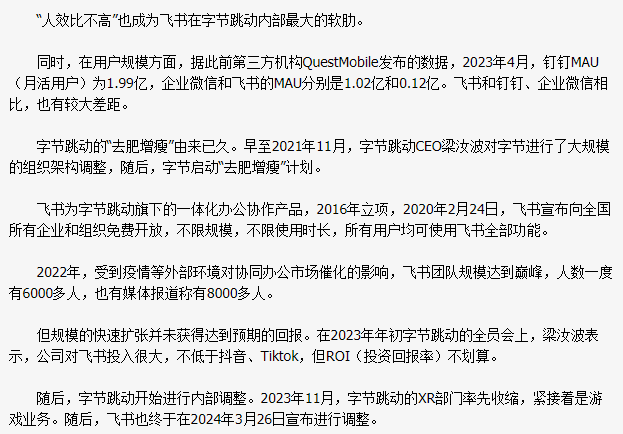 “人效比不高”也成为飞书在字节跳动内部最大的软肋。
同时，在用户规模方面，据此前第三方机构QuestMobile发布的数据，2023年4月，钉钉MAU
（月活用户）为1.99亿，企业微信和飞书的MAU分别是1.02亿和0.12亿。飞书和钉钉、企业微信相
比，也有较大差距。
字节跳动的“去肥增瘦”由来已久。早至2021年11月，字节跳动CEO梁汝波对字节进行了大规模
的组织架构调整，随后，字节启动“去肥增瘦”计划。
飞书为字节跳动旗下的一体化办公协作产品，2016年立项，2020年2月24日，飞书宣布向全国
所有企业和组织免费开放，不限规模，不限使用时长，所有用户均可使用飞书全部功能。
2022年，受到疫情等外部环境对协同办公市场催化的影响，飞书团队规模达到巅峰，人数一度
有6000多人，也有媒体报道称有8000多人。
但规模的快速扩张并未获得达到预期的回报。在2023年年初字节跳动的全员会上，梁汝波表
示，公司对飞书投入很大，不低于抖音、Tiktok，但ROI（投资回报率）不划算。
随后，字节跳动开始进行内部调整。2023年11月，字节跳动的XR部门率先收缩，紧接着是游
戏业务。随后，飞书也终于在2024年3月26日宣布进行调整。